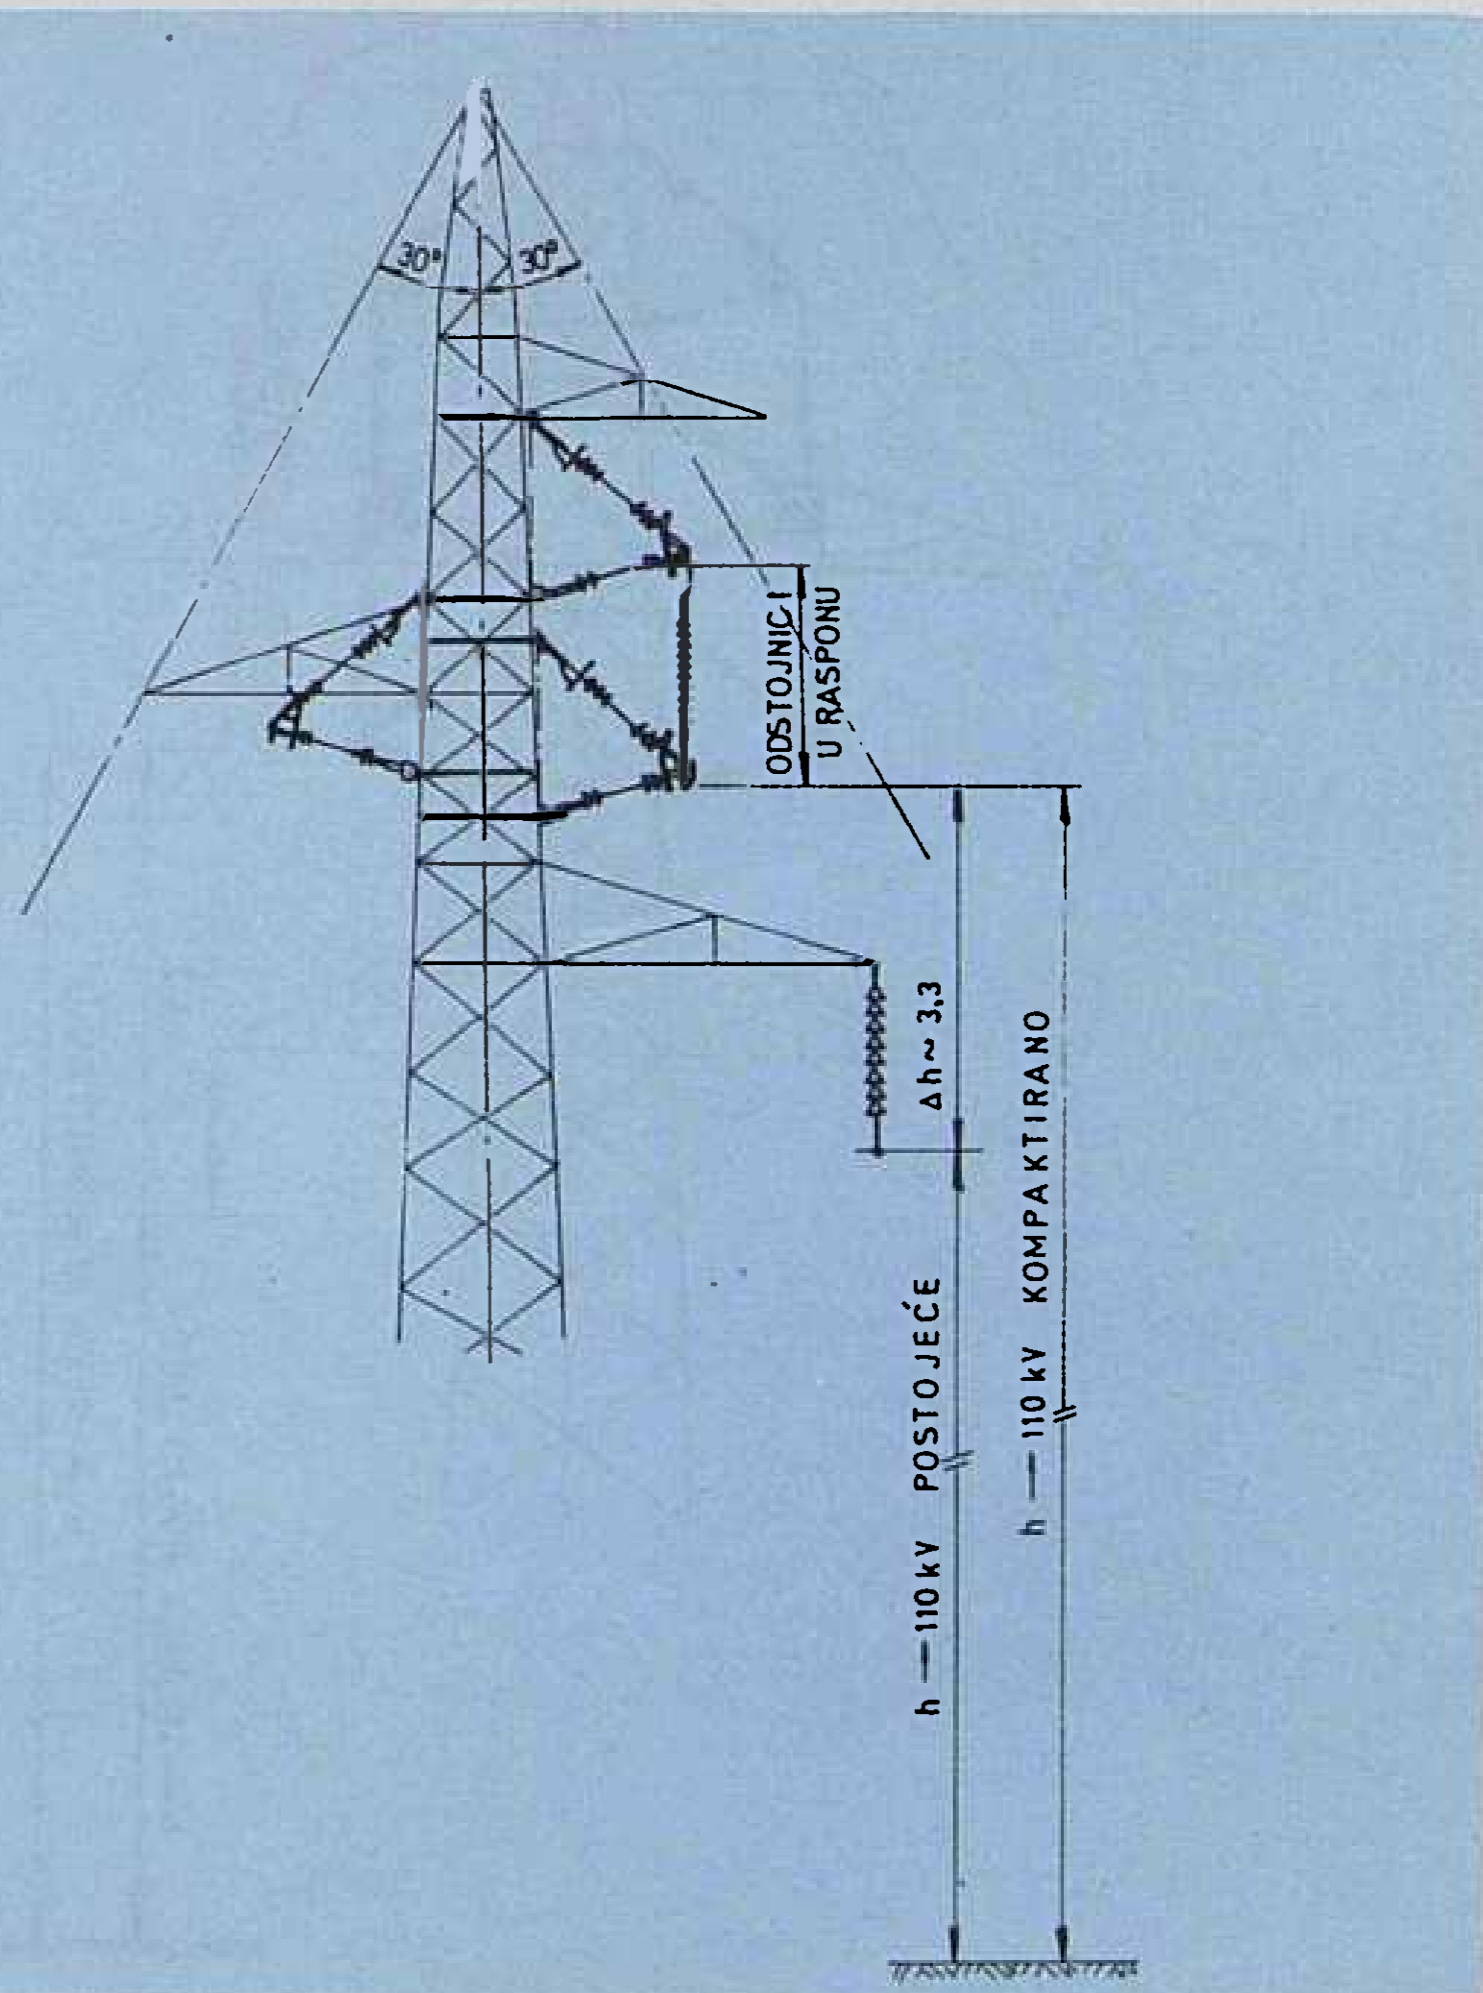 30° 30°
ODSTOJNICI
U RASPONU
Δh ~ 3.3
h — 110 kV POSTOJEĆE
h — 110 kV KOMPAKTIRANO